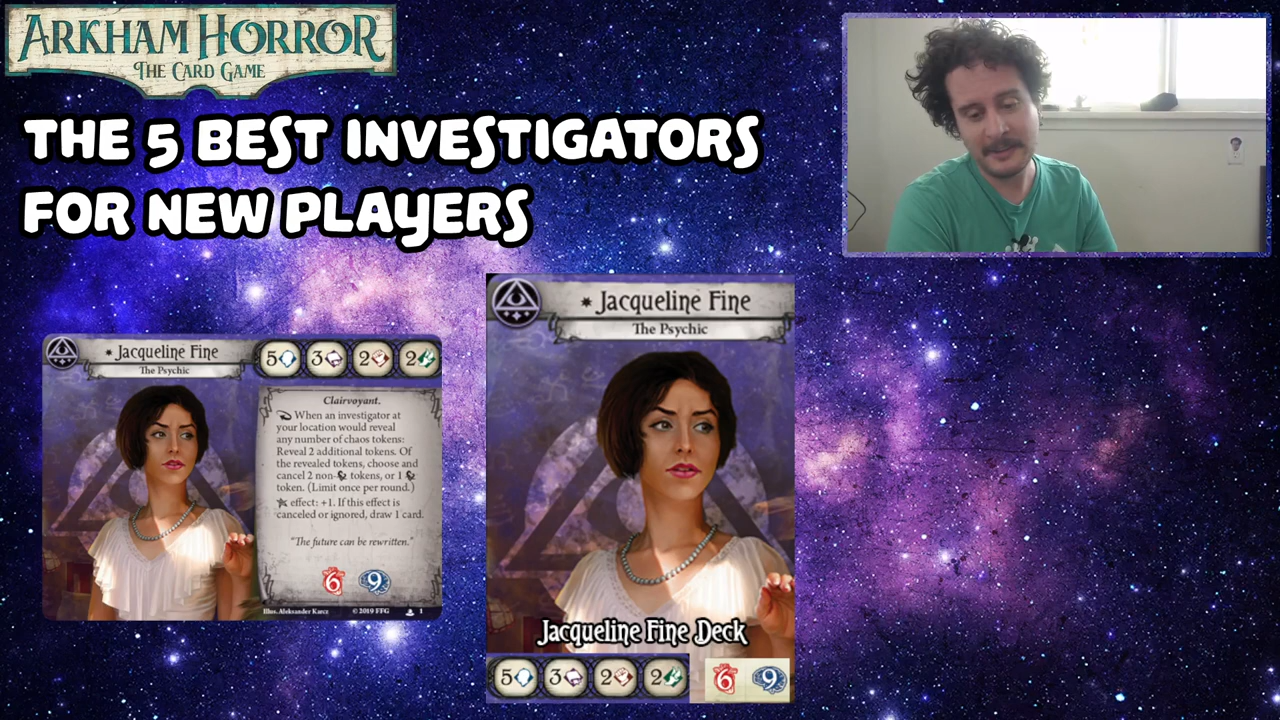 ARKHAM HORROR
THE CARD GAME
THE 5 BEST INVESTIGATORS
FOR NEW PLAYERS
Jacqueline Fine
The Psychic
5 3 2 2
Clairvoyant.
When an investigator at
your location would reveal
any number of chaos tokens:
Reveal 2 additional tokens. Of
the revealed tokens, choose and
cancel 2 non- tokens, or 1
token. (Limit once per round.)
effect: +1. If this effect is
canceled or ignored, draw 1 card.
"The future can be rewritten."
6 9
Illus. Aleksander Karcz © 2019 FFG 1
Jacqueline Fine
The Psychic
Jacqueline Fine Deck
5 3 2 2 6 9